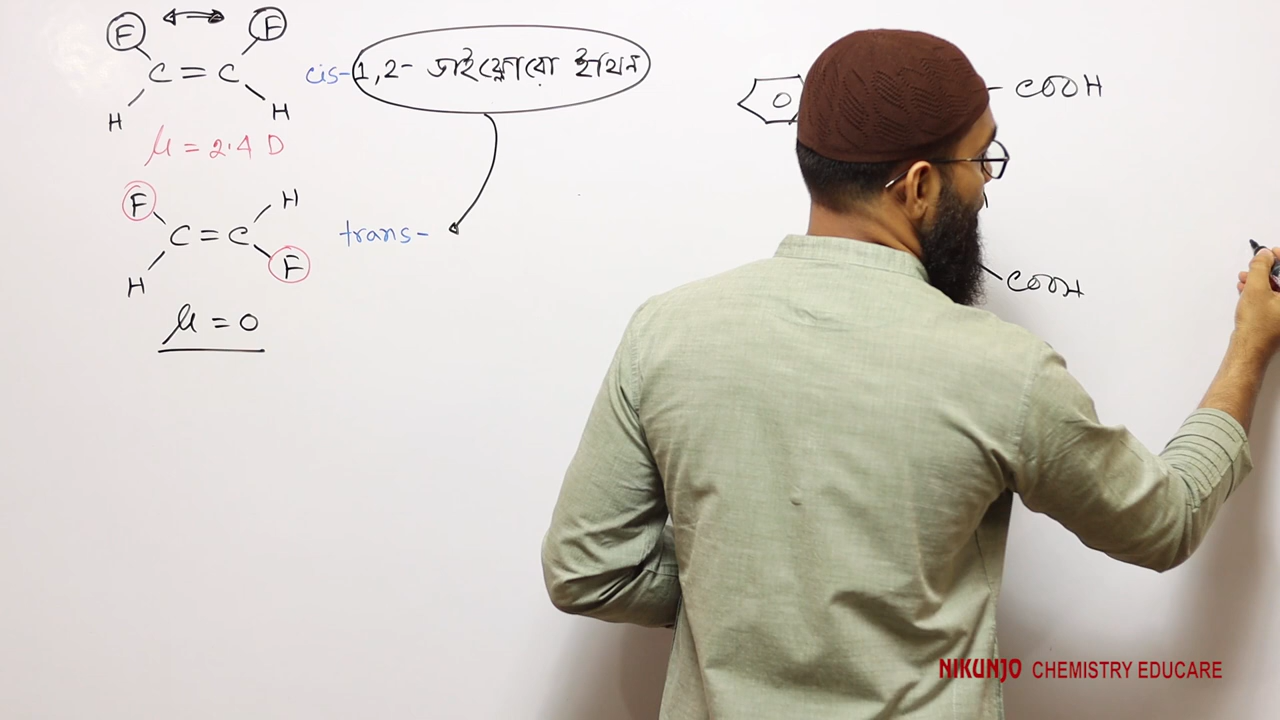 F F
C = C
H H
cis- 1,2- ডাইফ্লোরো ইথিন
μ = 2.4 D
F H
C = C
H F
trans-
μ = 0
COOH
COOH
NIKUNJO CHEMISTRY EDUCARE